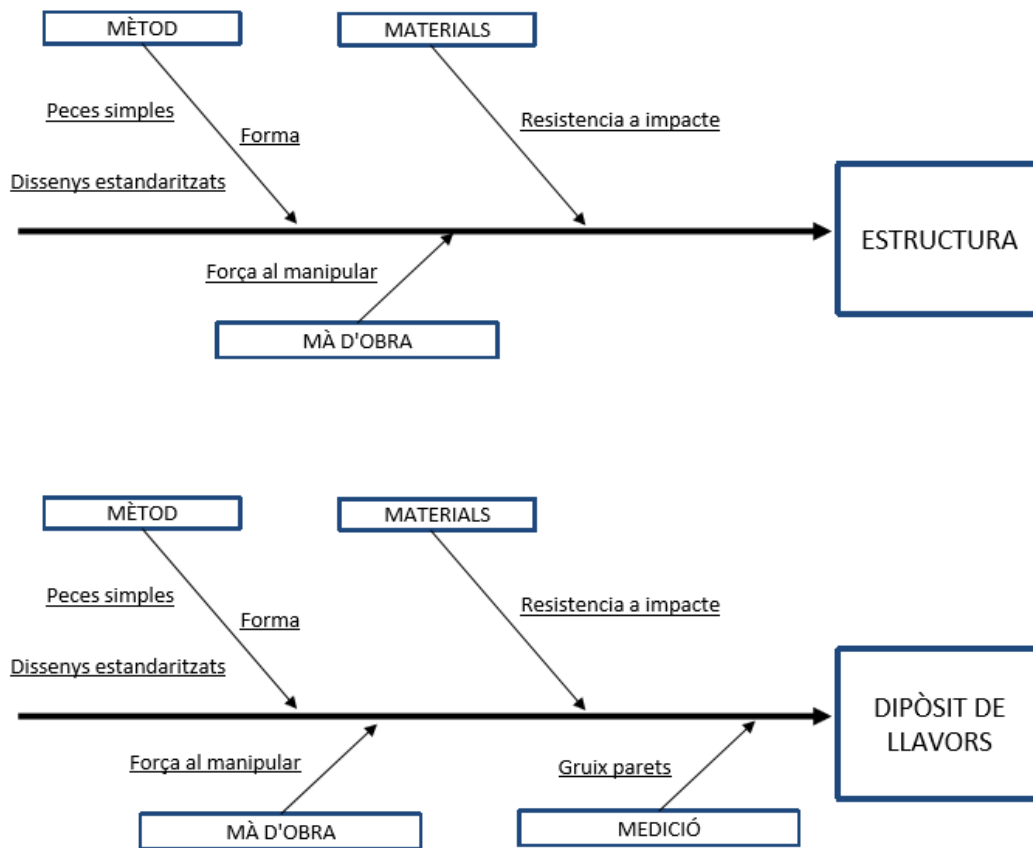 MÈTOD
MATERIALS
Peces simples
Resistencia a impacte
Forma
Dissenys estandaritzats
ESTRUCTURA
Força al manipular
MÀ D'OBRA
MÈTOD
MATERIALS
Peces simples
Resistencia a impacte
Forma
Dissenys estandaritzats
DIPÒSIT DE
LLAVORS
Força al manipular
Gruix parets
MÀ D'OBRA
MEDICIÓ